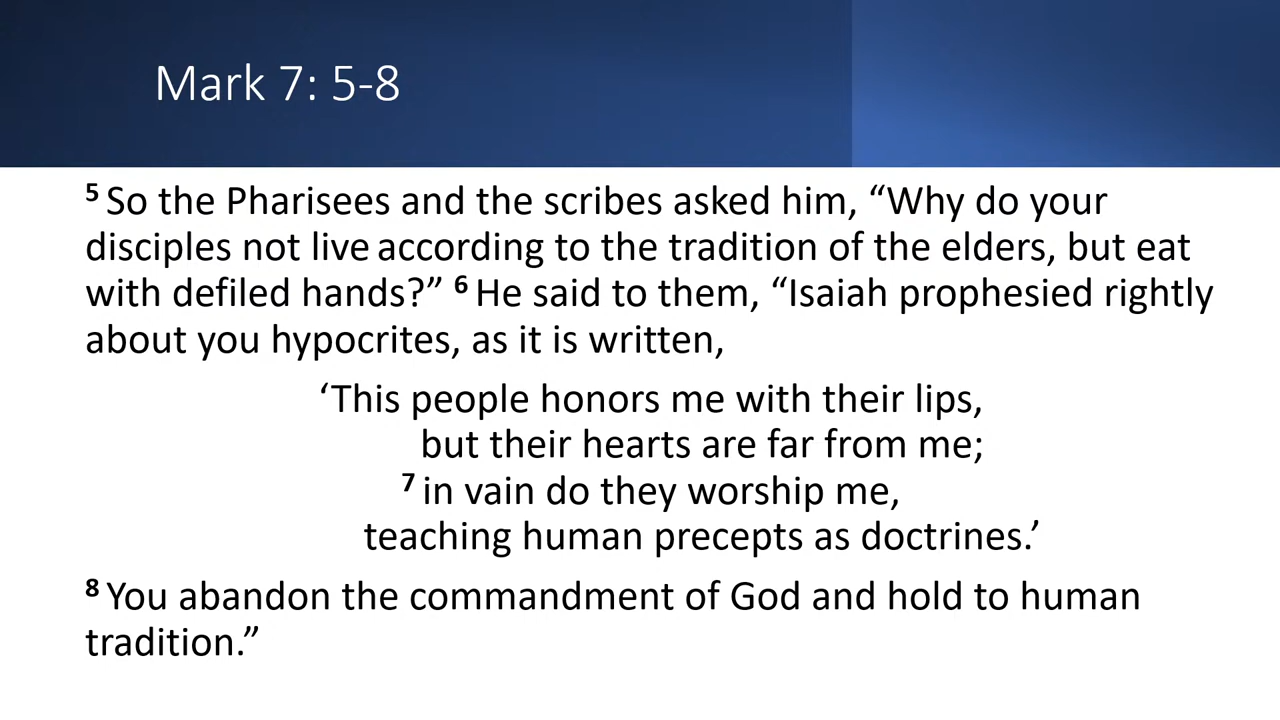 Mark 7: 5-8
5 So the Pharisees and the scribes asked him, “Why do your
disciples not live according to the tradition of the elders, but eat
with defiled hands?” 6 He said to them, “Isaiah prophesied rightly
about you hypocrites, as it is written,
‘This people honors me with their lips,
but their hearts are far from me;
7 in vain do they worship me,
teaching human precepts as doctrines.’
8 You abandon the commandment of God and hold to human
tradition.”